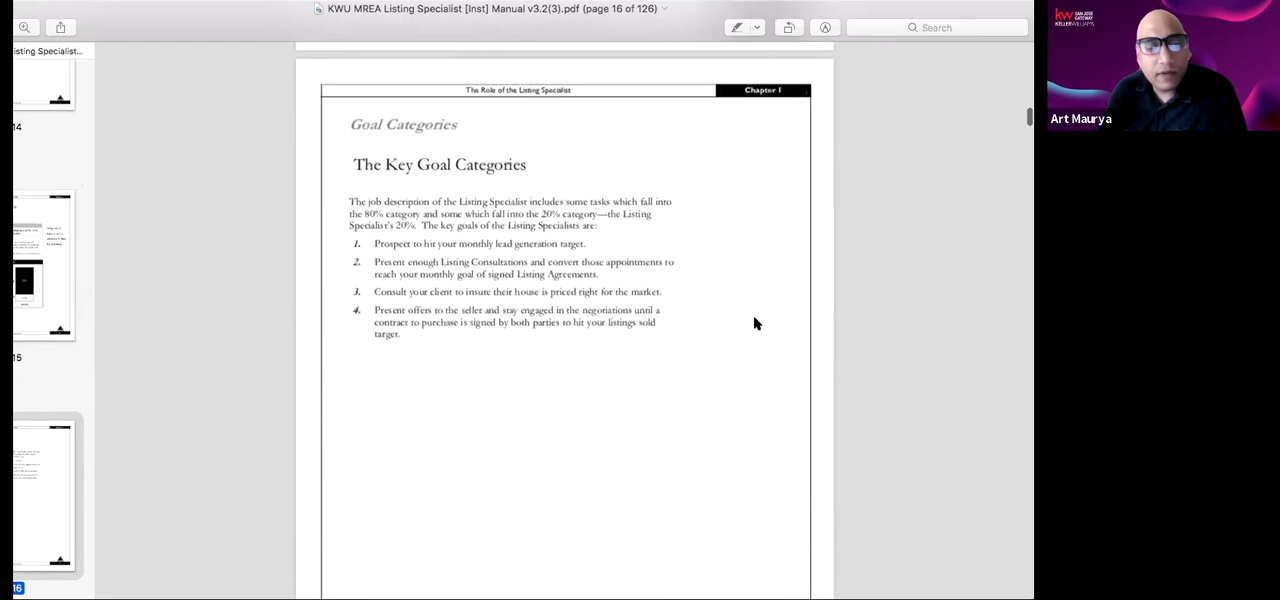 KWU MREA Listing Specialist [Inst] Manual v3.2(3).pdf (page 16 of 126)
Search
isting Specialist...
14
15
16
The Role of the Listing Specialist
Chapter 1
Goal Categories
The Key Goal Categories
The job description of the Listing Specialist includes some tasks which fall into
the 80% category and some which fall into the 20% category—the Listing
Specialist's 20%. The key goals of the Listing Specialists are:
1. Prospect to hit your monthly lead generation target.
2. Present enough Listing Consultations and convert those appointments to
reach your monthly goal of signed Listing Agreements.
3. Consult your client to insure their house is priced right for the market.
4. Present offers to the seller and stay engaged in the negotiations until a
contract to purchase is signed by both parties to hit your listings sold
target.
kw SAN JOSE
GATEWAY
KELLERWILLIAMS
Art Maurya